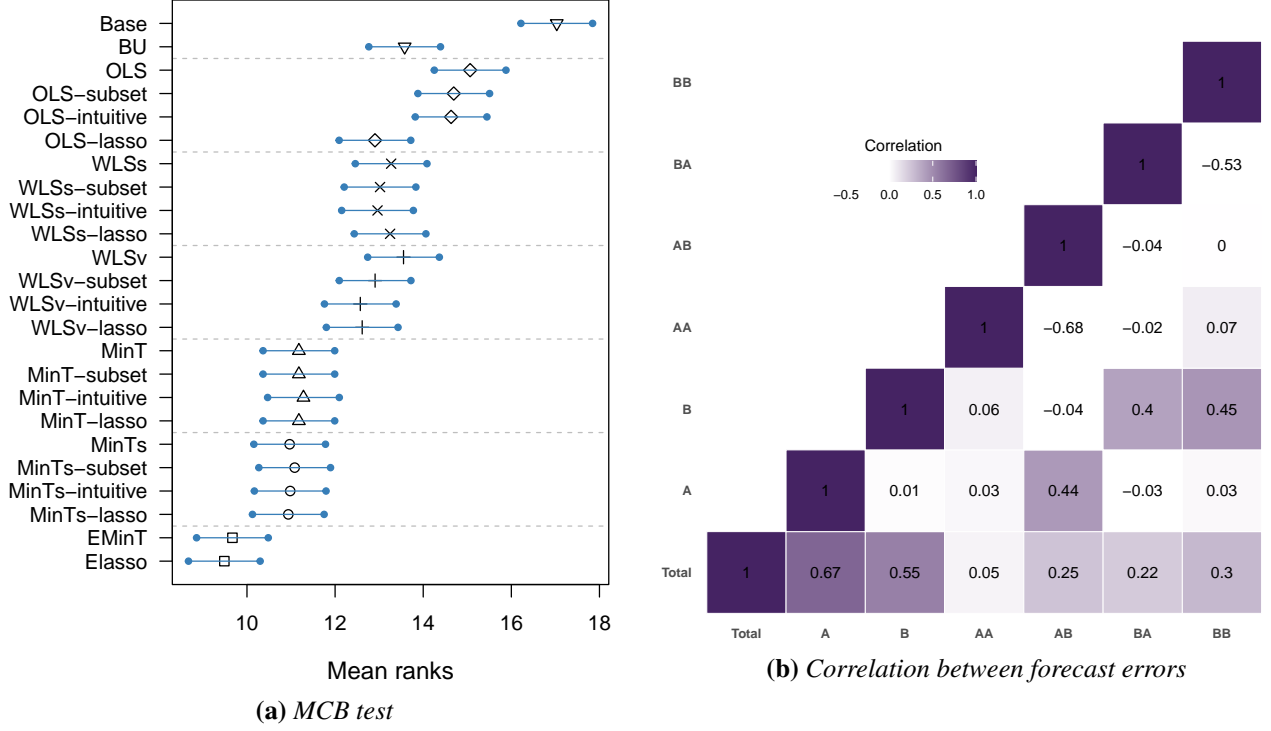 Base
BU
OLS
OLS−subset
OLS−intuitive
OLS−lasso
WLSs
WLSs−subset
WLSs−intuitive
WLSs−lasso
WLSv
WLSv−subset
WLSv−intuitive
WLSv−lasso
MinT
MinT−subset
MinT−intuitive
MinT−lasso
MinTs
MinTs−subset
MinTs−intuitive
MinTs−lasso
EMinT
Elasso
10 12 14 16 18
Mean ranks
(a) MCB test
Correlation
−0.5 0.0 0.5 1.0
BB 1
BA 1 −0.53
AB 1 −0.04 0
AA 1 −0.68 −0.02 0.07
B 1 0.06 −0.04 0.4 0.45
A 1 0.01 0.03 0.44 −0.03 0.03
Total 1 0.67 0.55 0.05 0.25 0.22 0.3
Total A B AA AB BA BB
(b) Correlation between forecast errors